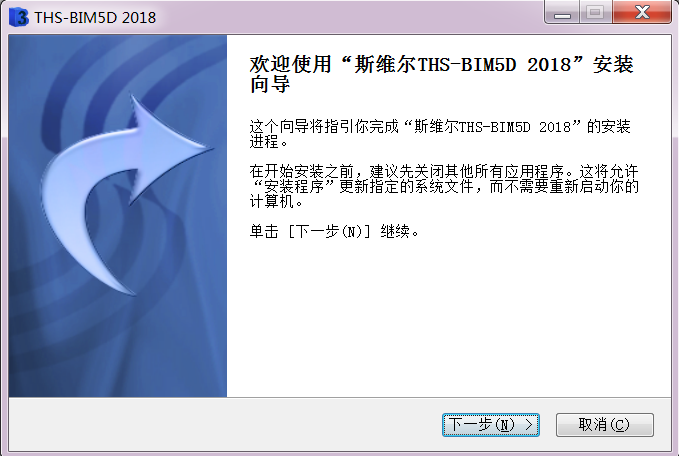 THS-BIM5D 2018
欢迎使用“斯维尔THS-BIM5D 2018”安装
向导
这个向导将指引你完成“斯维尔THS-BIM5D 2018”的安装
进程。
在开始安装之前，建议先关闭其他所有应用程序。这将允许
“安装程序”更新指定的系统文件，而不需要重新启动你的
计算机。
单击 [下一步(N)] 继续。
下一步(N) >
取消(C)